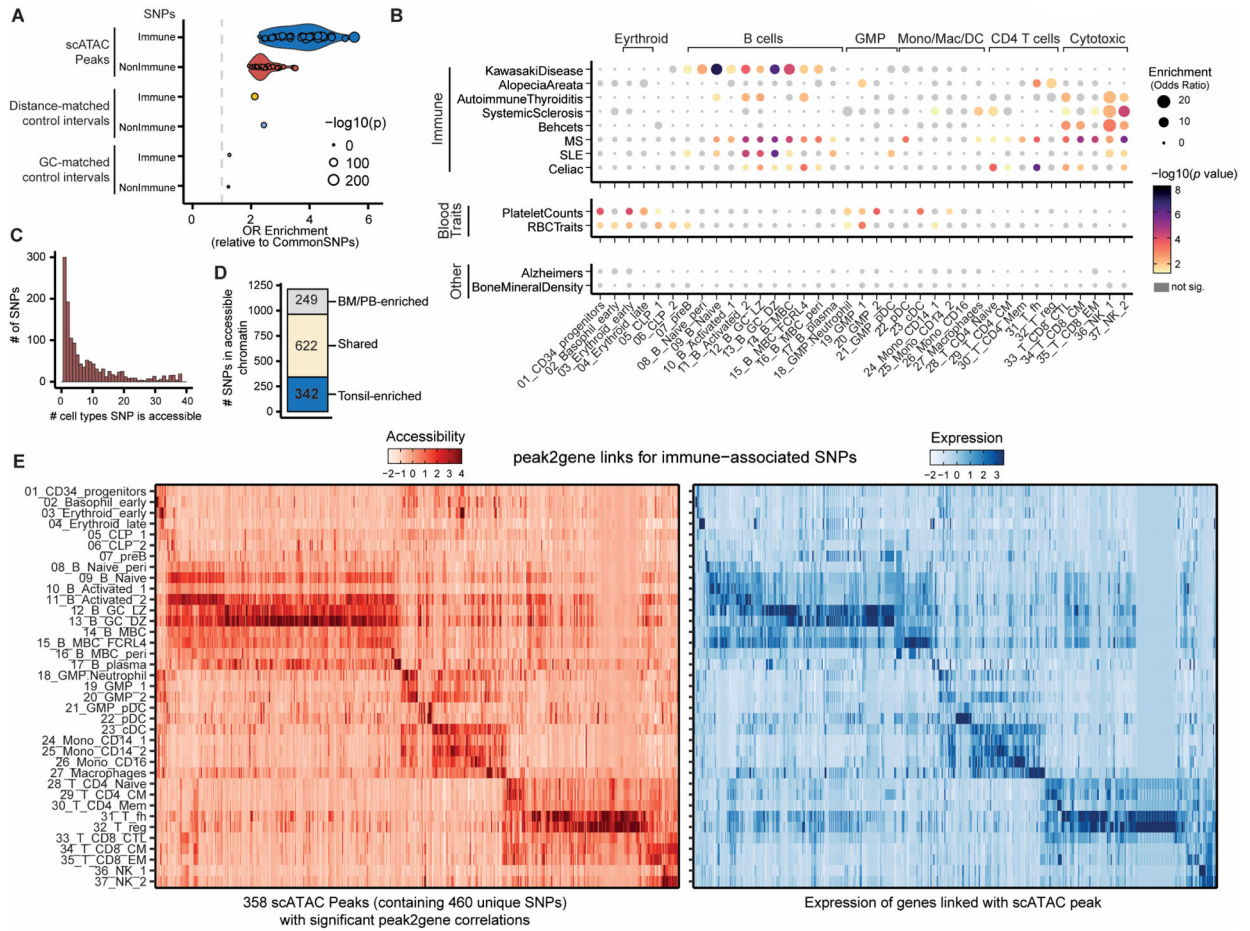 A
SNPs
scATAC
Peaks
Immune
NonImmune
Distance-matched
control intervals
Immune
NonImmune
GC-matched
control intervals
Immune
NonImmune
−log10(p)
0
100
200
0
2
4
6
OR Enrichment
(relative to CommonSNPs)
B
Eyrthroid
B cells
GMP
Mono/Mac/DC
CD4 T cells
Cytotoxic
Immune
KawasakiDisease
AlopeciaAreata
AutoimmuneThyroiditis
SystemicSclerosis
Behcets
MS
SLE
Celiac
Blood
Traits
PlateletCounts
RBCTraits
Other
Alzheimers
BoneMineralDensity
01_CD34_progenitors
02_Basophil_early
03_Erythroid_early
04_Erythroid_late
05_CLP_1
06_CLP_2
07_preB
08_B_Naive_peri
09_B_Naive
10_B_Activated_1
11_B_Activated_2
12_B_GC_LZ
13_B_GC_DZ
14_B_MBC
15_B_MBC_FCRL4
16_B_MBC_peri
17_B_plasma
18_GMP.Neutrophil
19_GMP_1
20_GMP_2
21_GMP_pDC
22_pDC
23_cDC
24_Mono_CD14_1
25_Mono_CD14_2
26_Mono_CD16
27_Macrophages
28_T_CD4_Naive
29_T_CD4_CM
30_T_CD4_Mem
31_T_fh
32_T_reg
33_T_CD8_CTL
34_T_CD8_CM
35_T_CD8_EM
36_NK_1
37_NK_2
Enrichment
(Odds Ratio)
20
10
0
−log10(p value)
8
6
4
2
not sig.
C
# of SNPs
300
200
100
0
0 10 20 30 40
# cell types SNP is accessible
D
# SNPs in accessible
chromatin
1250
1000
750
500
250
0
249
622
342
BM/PB-enriched
Shared
Tonsil-enriched
E
Accessibility
−2 −1 0 1 2 3 4
peak2gene links for immune-associated SNPs
Expression
−2 −1 0 1 2 3
01_CD34_progenitors
02_Basophil_early
03_Erythroid_early
04_Erythroid_late
05_CLP_1
06_CLP_2
07_preB
08_B_Naive_peri
09_B_Naive
10_B_Activated_1
11_B_Activated_2
12_B_GC_LZ
13_B_GC_DZ
14_B_MBC
15_B_MBC_FCRL4
16_B_MBC_peri
17_B_plasma
18_GMP.Neutrophil
19_GMP_1
20_GMP_2
21_GMP_pDC
22_pDC
23_cDC
24_Mono_CD14_1
25_Mono_CD14_2
26_Mono_CD16
27_Macrophages
28_T_CD4_Naive
29_T_CD4_CM
30_T_CD4_Mem
31_T_fh
32_T_reg
33_T_CD8_CTL
34_T_CD8_CM
35_T_CD8_EM
36_NK_1
37_NK_2
358 scATAC Peaks (containing 460 unique SNPs)
with significant peak2gene correlations
Expression of genes linked with scATAC peak